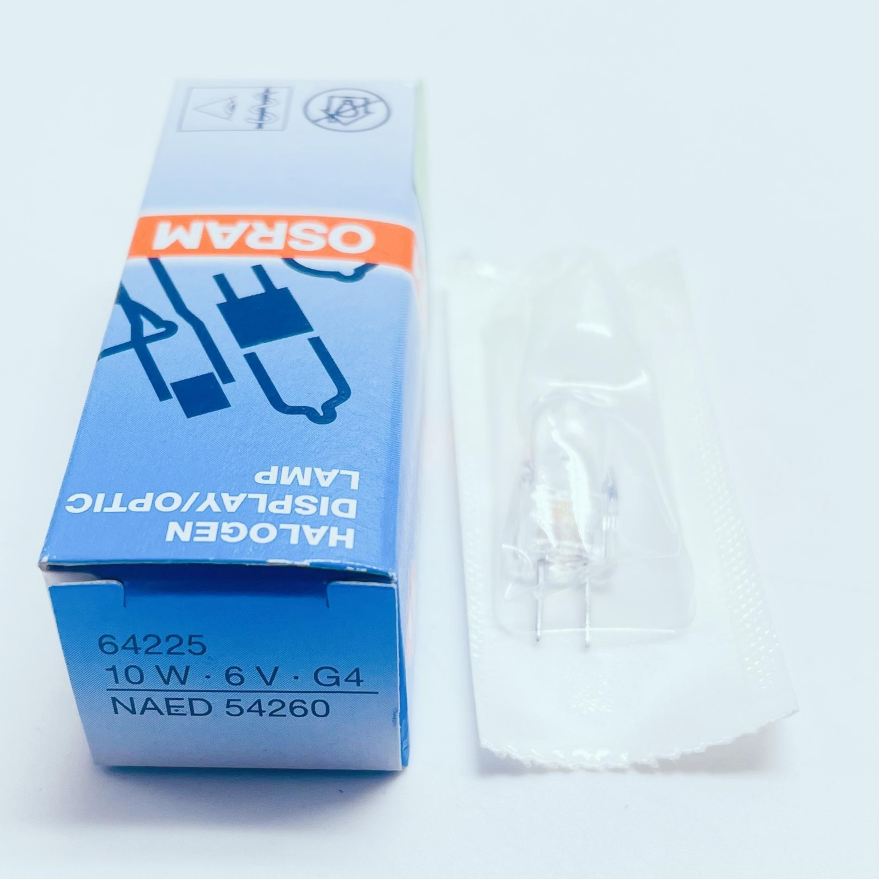 OSRAM
HALOGEN
DISPLAY/OPTIC
LAMP
64225
10 W · 6 V · G4
NAED 54260